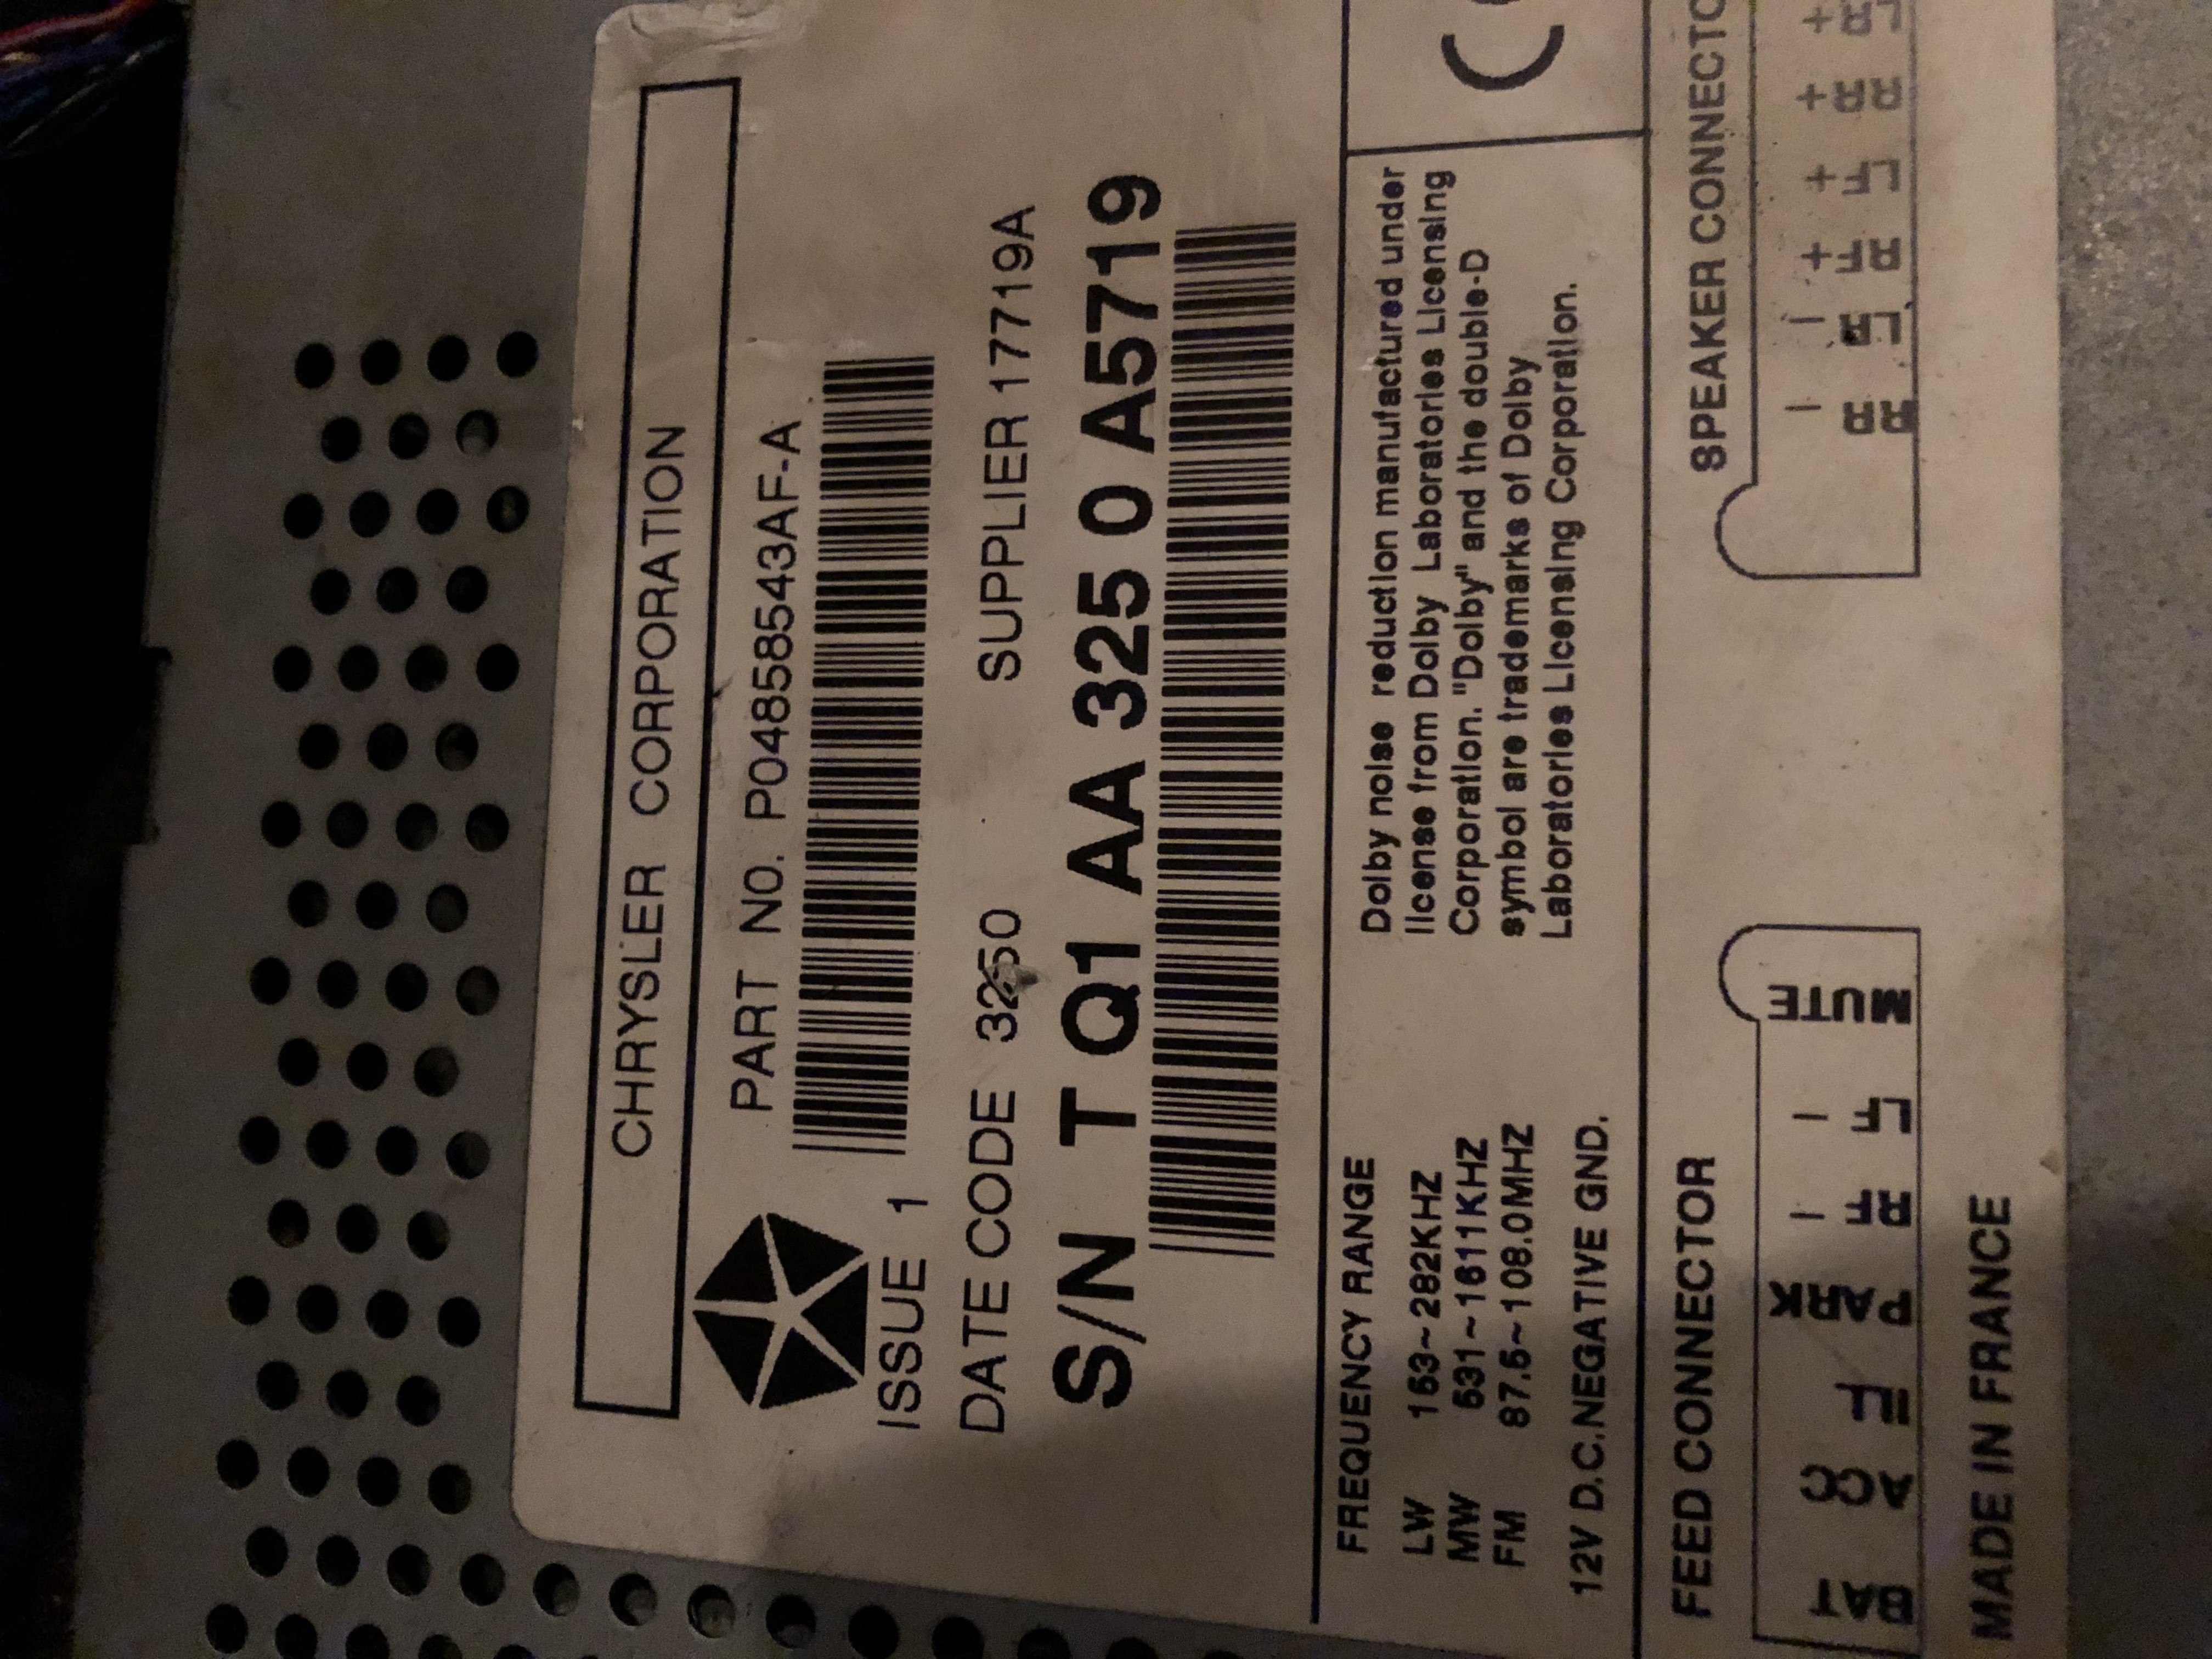 CHRYSLER CORPORATION
PART NO. P04858543AF-A
ISSUE 1
DATE CODE 3250 SUPPLIER 17719A
S/N T Q1 AA 325 0 A5719
FREQUENCY RANGE
LW 153~282KHZ
MW 531~1611KHZ
FM 87.5~108.0MHZ
12V D.C.NEGATIVE GND.
Dolby noise reduction manufactured under
license from Dolby Laboratories Licensing
Corporation. "Dolby" and the double-D
symbol are trademarks of Dolby
Laboratories Licensing Corporation.
FEED CONNECTOR
BAT ACC ILL PARK RF - LF - MUTE
SPEAKER CONNECTO
RR - LR - RF + LF + RR + LR +
MADE IN FRANCE